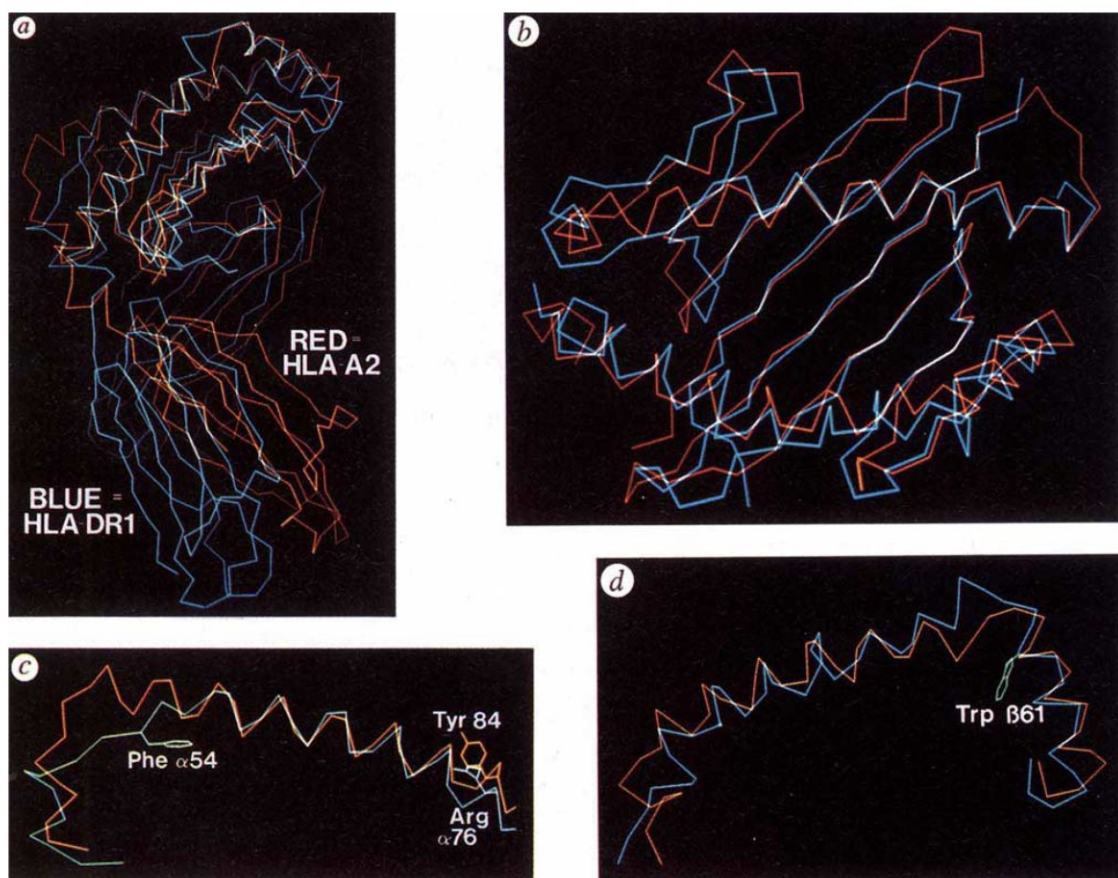 a
RED =
HLA-A2
BLUE =
HLA-DR1
b
c
Phe α54
Tyr 84
Arg
α76
d
Trp β61